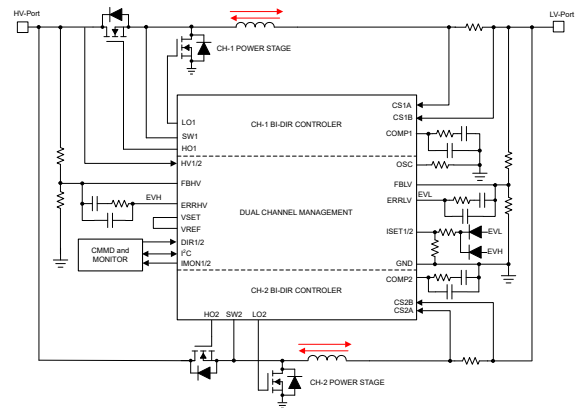 HV-Port
LV-Port
CH-1 POWER STAGE
CS1A
CS1B
LO1
CH-1 BI-DIR CONTROLER
COMP1
SW1
HO1
OSC
HV1/2
FBHV
FBLV
EVH
ERRHV
ERRLV
EVL
VSET
DUAL CHANNEL MANAGEMENT
VREF
ISET1/2
EVL
DIR1/2
CMMD and
MONITOR
I²C
EVH
IMON1/2
GND
COMP2
CH-2 BI-DIR CONTROLER
CS2B
HO2 SW2 LO2
CS2A
CH-2 POWER STAGE